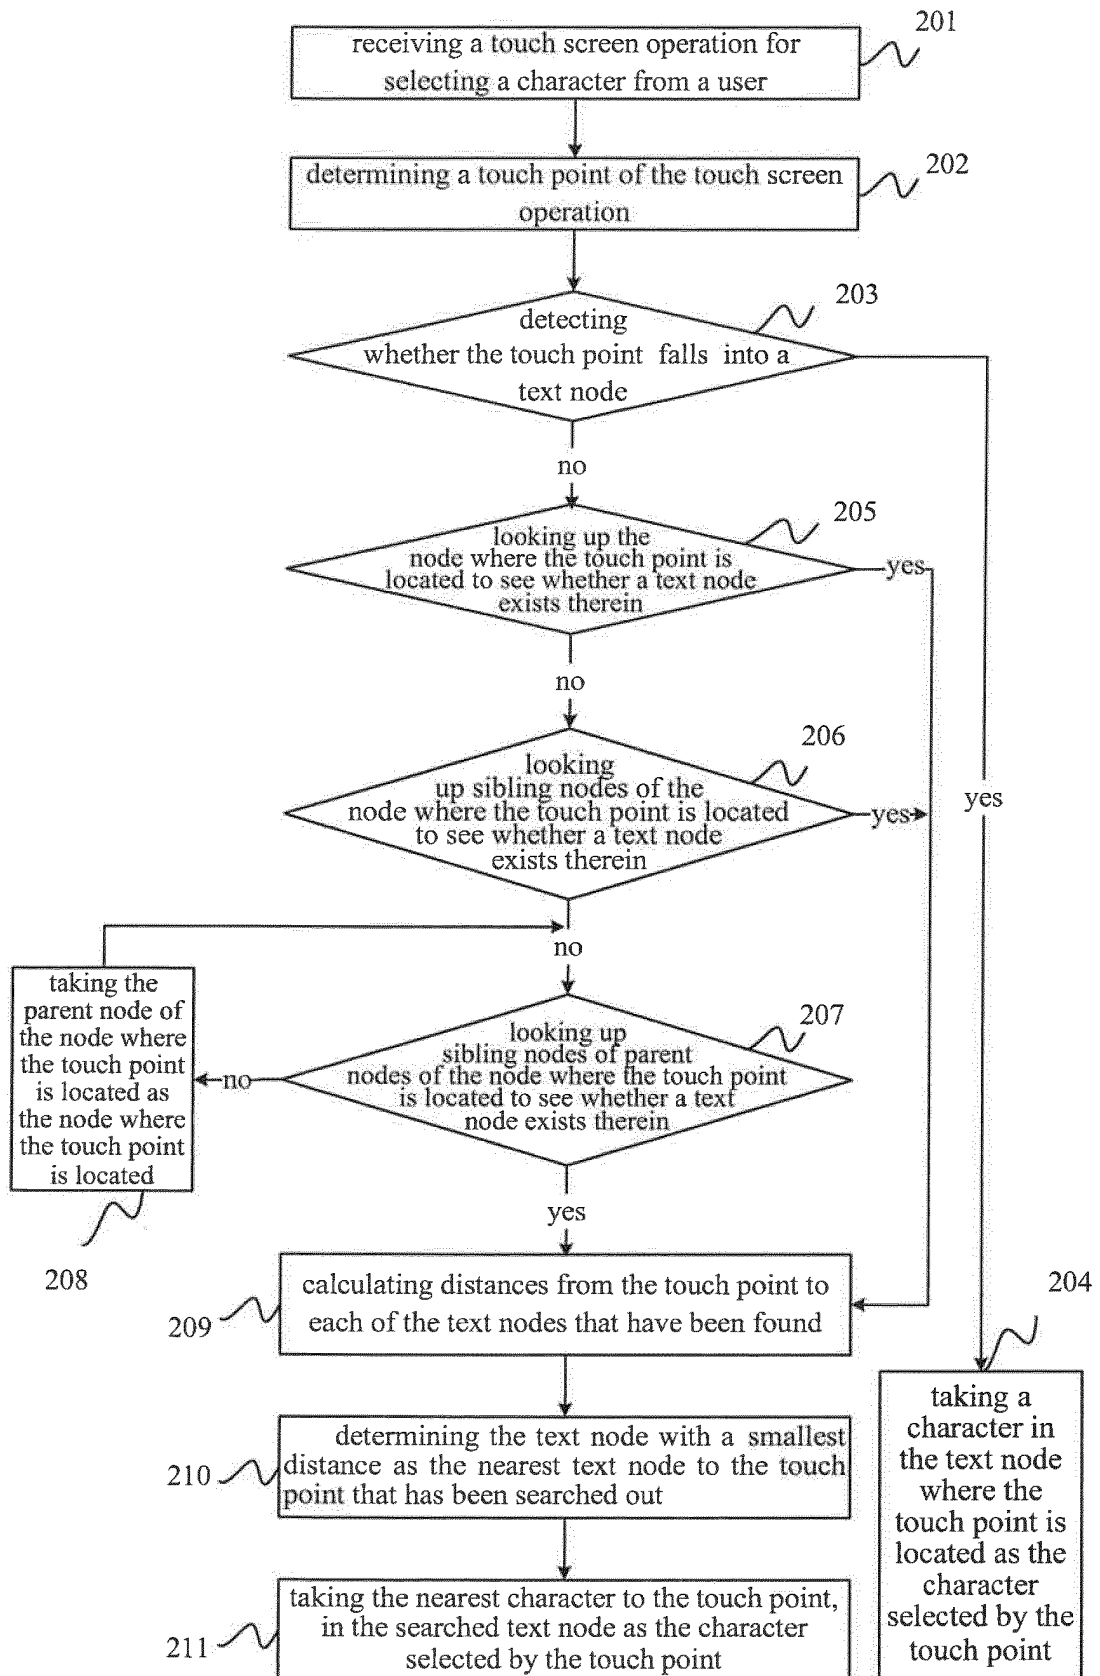 201
receiving a touch screen operation for
selecting a character from a user
202
determining a touch point of the touch screen
operation
203
detecting
whether the touch point falls into a
text node
no
205
looking up the
node where the touch point is
located to see whether a text node
exists therein
yes
no
206
looking
up sibling nodes of the
node where the touch point is located
to see whether a text node
exists therein
yes
yes
no
207
looking up
sibling nodes of parent
nodes of the node where the touch point
is located to see whether a text
node exists therein
no
taking the
parent node of
the node where
the touch point
is located as
the node where
the touch point
is located
208
yes
calculating distances from the touch point to
each of the text nodes that have been found
209
204
taking a
character in
the text node
where the
touch point is
located as the
character
selected by the
touch point
determining the text node with a smallest
distance as the nearest text node to the touch
point that has been searched out
210
taking the nearest character to the touch point,
in the searched text node as the character
selected by the touch point
211